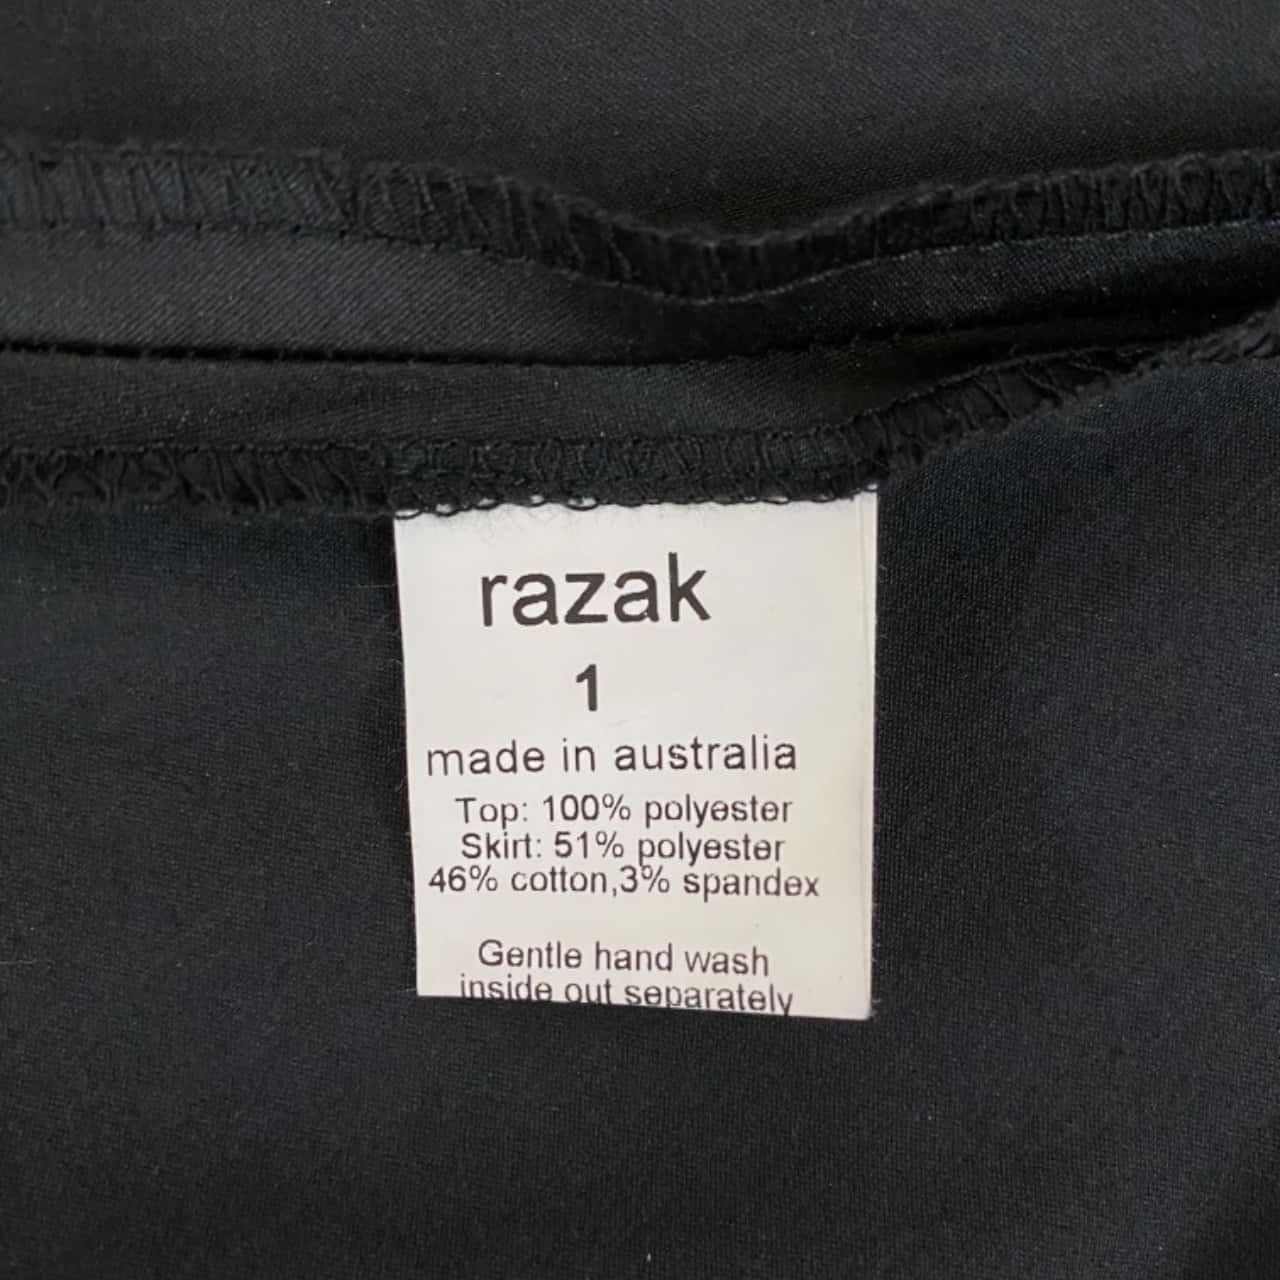 razak
1
made in australia
Top: 100% polyester
Skirt: 51% polyester
46% cotton,3% spandex
Gentle hand wash
inside out separately